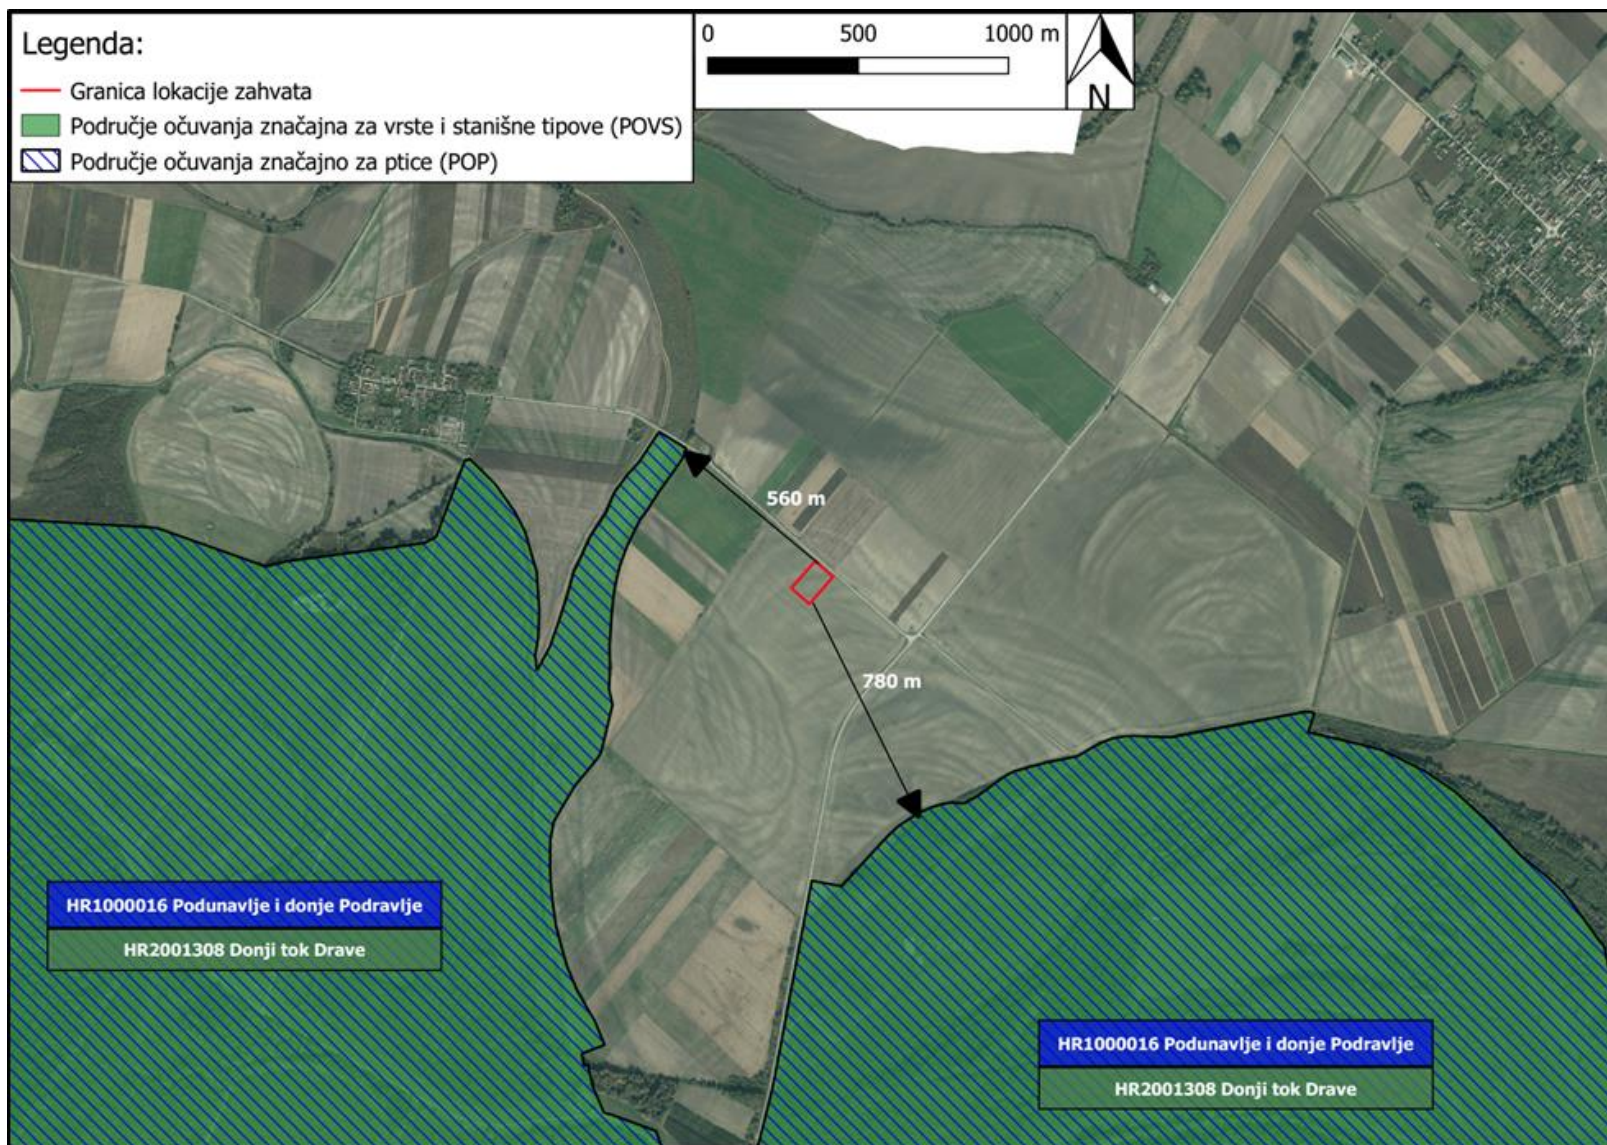 Legenda:
Granica lokacije zahvata
Područje očuvanja značajna za vrste i stanišne tipove (POVS)
Područje očuvanja značajno za ptice (POP)
0 500 1000 m
N
560 m
780 m
HR1000016 Podunavlje i donje Podravlje
HR2001308 Donji tok Drave
HR1000016 Podunavlje i donje Podravlje
HR2001308 Donji tok Drave